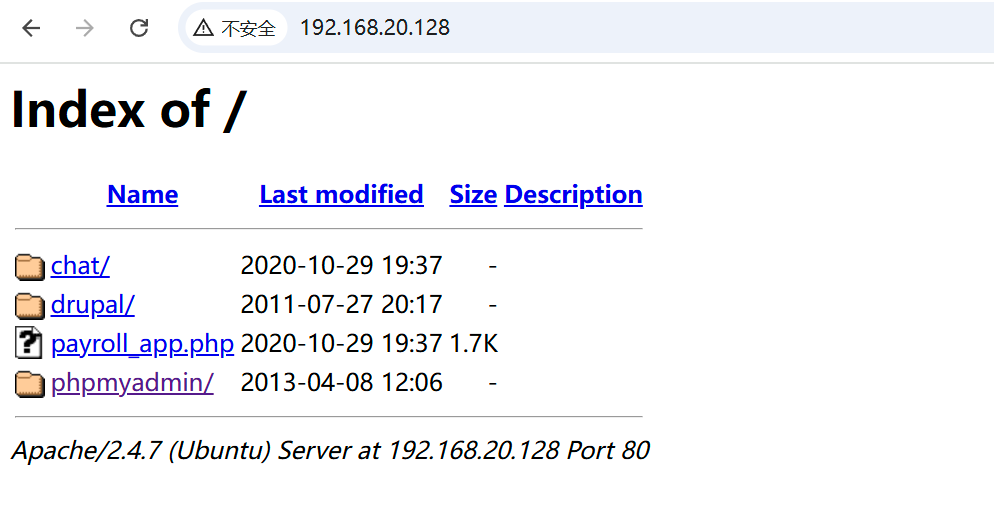 不安全 192.168.20.128
Index of /
Name Last modified Size Description
chat/ 2020-10-29 19:37 -
drupal/ 2011-07-27 20:17 -
payroll_app.php 2020-10-29 19:37 1.7K
phpmyadmin/ 2013-04-08 12:06 -
Apache/2.4.7 (Ubuntu) Server at 192.168.20.128 Port 80